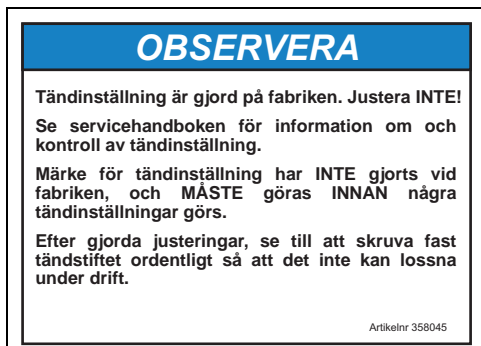 OBSERVERA
Tändinställning är gjord på fabriken. Justera INTE!
Se servicehandboken för information om och
kontroll av tändinställning.
Märke för tändinställning har INTE gjorts vid
fabriken, och MÅSTE göras INNAN några
tändinställningar görs.
Efter gjorda justeringar, se till att skruva fast
tändstiftet ordentligt så att det inte kan lossna
under drift.
Artikelnr 358045